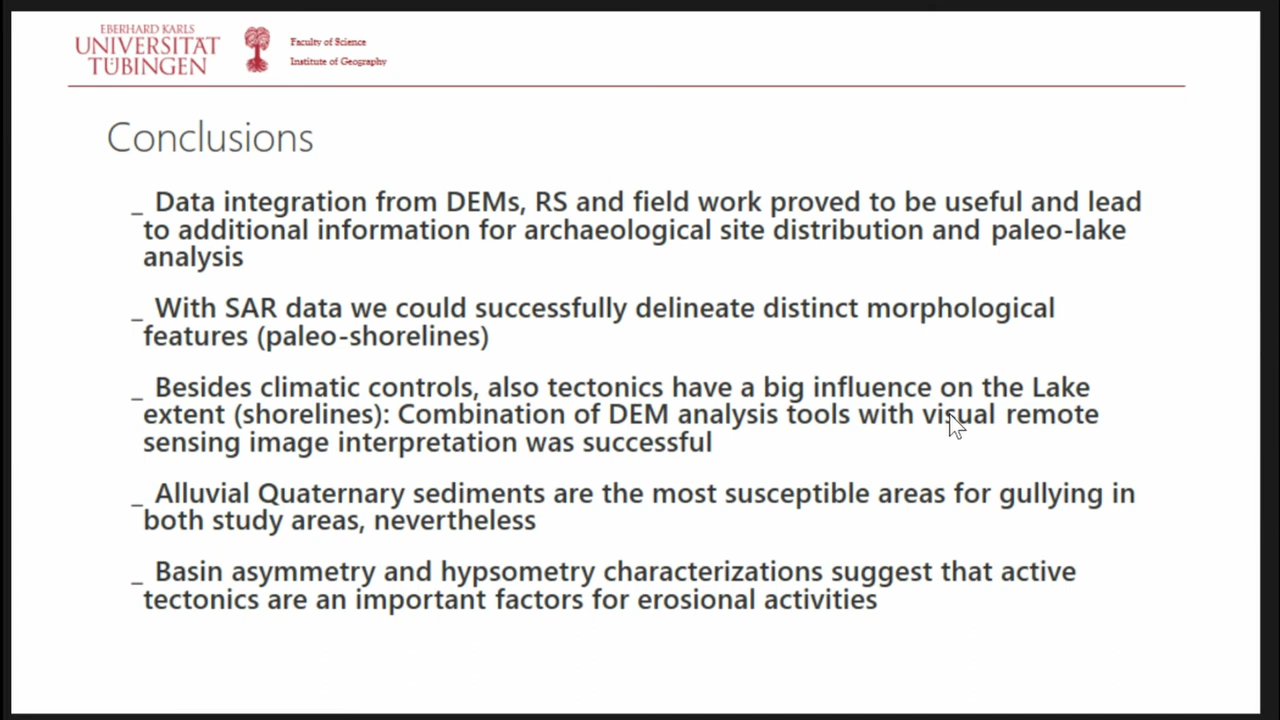 EBERHARD KARLS
UNIVERSITÄT
TÜBINGEN
Faculty of Science
Institute of Geography
Conclusions
_ Data integration from DEMs, RS and field work proved to be useful and lead
to additional information for archaeological site distribution and paleo-lake
analysis
_ With SAR data we could successfully delineate distinct morphological
features (paleo-shorelines)
_ Besides climatic controls, also tectonics have a big influence on the Lake
extent (shorelines): Combination of DEM analysis tools with visual remote
sensing image interpretation was successful
_ Alluvial Quaternary sediments are the most susceptible areas for gullying in
both study areas, nevertheless
_ Basin asymmetry and hypsometry characterizations suggest that active
tectonics are an important factors for erosional activities